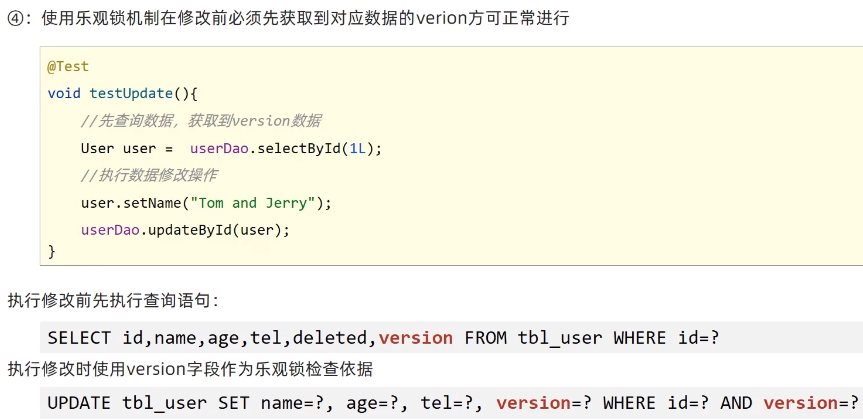 ④：使用乐观锁机制在修改前必须先获取到对应数据的verion方可正常进行
@Test
void testUpdate(){
//先查询数据，获取到version数据
User user = userDao.selectById(1L);
//执行数据修改操作
user.setName("Tom and Jerry");
userDao.updateById(user);
}
执行修改前先执行查询语句：
SELECT id,name,age,tel,deleted,version FROM tbl_user WHERE id=?
执行修改时使用version字段作为乐观锁检查依据
UPDATE tbl_user SET name=?, age=?, tel=?, version=? WHERE id=? AND version=?